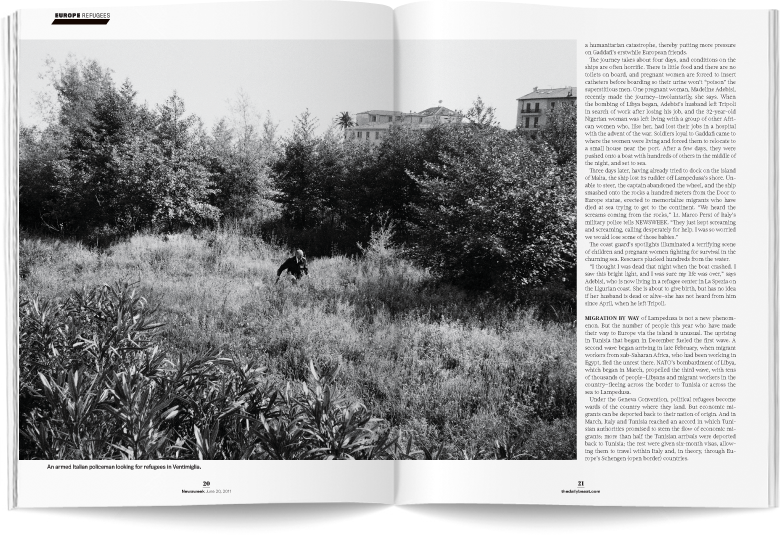 EUROPE REFUGEES
An armed Italian policeman looking for refugees in Ventimiglia.
20
Newsweek June 20, 2011
a humanitarian catastrophe, thereby putting more pressure
on Gaddafi's erstwhile European friends.
The journey takes about four days, and conditions on the
ships are often horrific. There is little food and there are no
toilets on board, and pregnant women are forced to insert
catheters before boarding so their urine won't "poison" the
superstitious men. One pregnant woman, Madeline Adebisi,
recently made the journey—involuntarily, she says. When
the bombing of Libya began, Adebisi's husband left Tripoli
in search of work after losing his job, and the 32-year-old
Nigerian woman was left living with a group of other Afri-
can women who, like her, had lost their jobs in a hospital
with the advent of the war. Soldiers loyal to Gaddafi came to
where the women were living and forced them to relocate to
a small house near the port. After a few days, they were
pushed onto a boat with hundreds of others in the middle of
the night, and set to sea.
Three days later, having already tried to dock on the island
of Malta, the ship lost its rudder off Lampedusa's shore. Un-
able to steer, the captain abandoned the wheel, and the ship
smashed onto the rocks a hundred meters from the Door to
Europe statue, erected to memorialize migrants who have
died at sea trying to get to the continent. "We heard the
screams coming from the rocks," Lt. Marco Persi of Italy's
military police tells NEWSWEEK. "They just kept screaming
and screaming, calling desperately for help. I was so worried
we would lose some of those babies."
The coast guard's spotlights illuminated a terrifying scene
of children and pregnant women fighting for survival in the
churning sea. Rescuers plucked hundreds from the water.
"I thought I was dead that night when the boat crashed. I
saw this bright light, and I was sure my life was over," says
Adebisi, who is now living in a refugee center in La Spezia on
the Ligurian coast. She is about to give birth, but has no idea
if her husband is dead or alive—she has not heard from him
since April, when he left Tripoli.
MIGRATION BY WAY of Lampedusa is not a new phenom-
enon. But the number of people this year who have made
their way to Europe via the island is unusual. The uprising
in Tunisia that began in December fueled the first wave. A
second wave began arriving in late February, when migrant
workers from sub-Saharan Africa, who had been working in
Egypt, fled the unrest there. NATO's bombardment of Libya,
which began in March, propelled the third wave, with tens
of thousands of people—Libyans and migrant workers in the
country—fleeing across the border to Tunisia or across the
sea to Lampedusa.
Under the Geneva Convention, political refugees become
wards of the country where they land. But economic mi-
grants can be deported back to their nation of origin. And in
March, Italy and Tunisia reached an accord in which Tuni-
sian authorities promised to stem the flow of economic mi-
grants; more than half the Tunisian arrivals were deported
back to Tunisia; the rest were given six-month visas, allow-
ing them to travel within Italy and, in theory, through Eu-
rope's Schengen (open border) countries.
21
thedailybeast.com